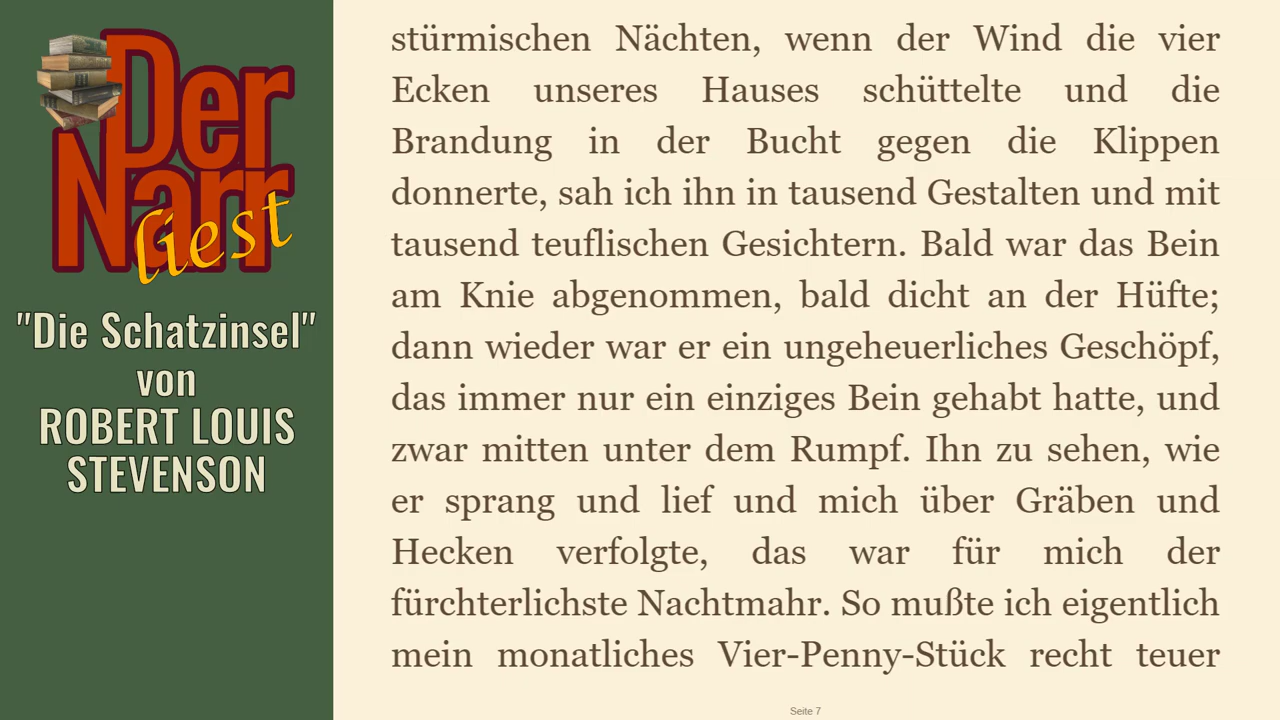 Der
Narr
liest
"Die Schatzinsel"
von
ROBERT LOUIS
STEVENSON
stürmischen Nächten, wenn der Wind die vier
Ecken unseres Hauses schüttelte und die
Brandung in der Bucht gegen die Klippen
donnerte, sah ich ihn in tausend Gestalten und mit
tausend teuflischen Gesichtern. Bald war das Bein
am Knie abgenommen, bald dicht an der Hüfte;
dann wieder war er ein ungeheuerliches Geschöpf,
das immer nur ein einziges Bein gehabt hatte, und
zwar mitten unter dem Rumpf. Ihn zu sehen, wie
er sprang und lief und mich über Gräben und
Hecken verfolgte, das war für mich der
fürchterlichste Nachtmahr. So mußte ich eigentlich
mein monatliches Vier-Penny-Stück recht teuer
Seite 7